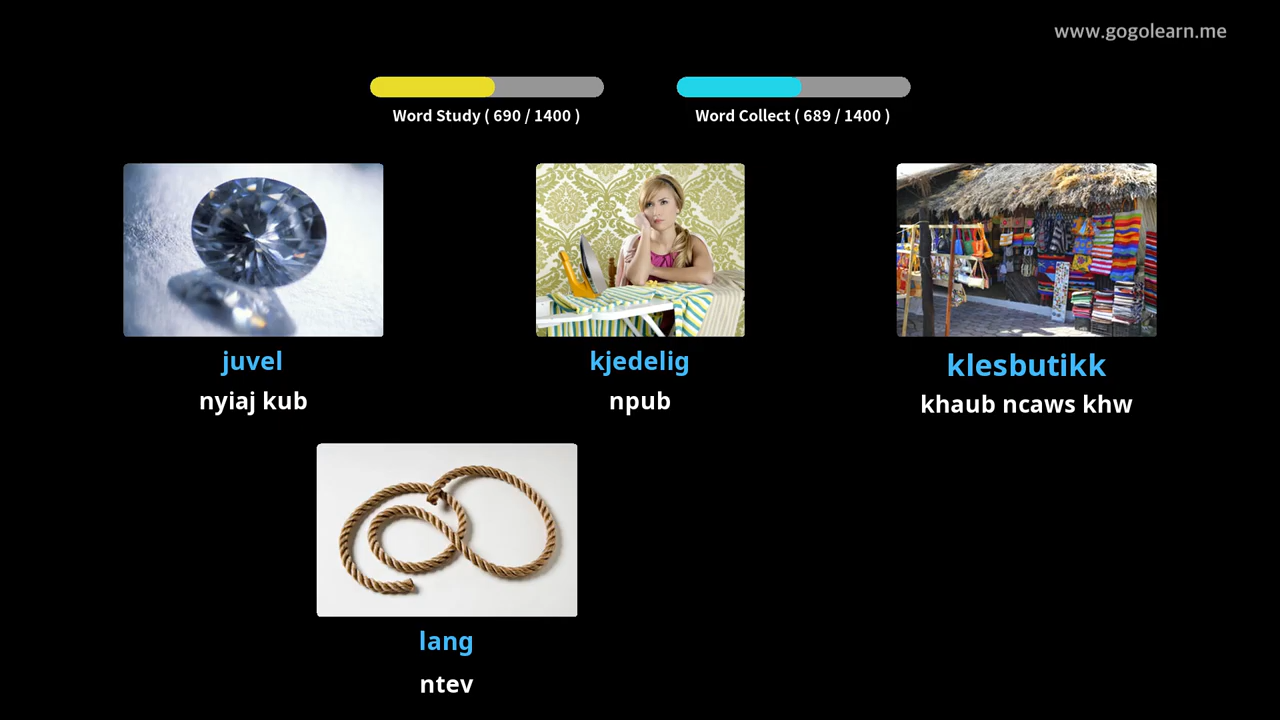 www.gogolearn.me
Word Study ( 690 / 1400 )
Word Collect ( 689 / 1400 )
juvel
nyiaj kub
kjedelig
npub
klesbutikk
khaub ncaws khw
lang
ntev